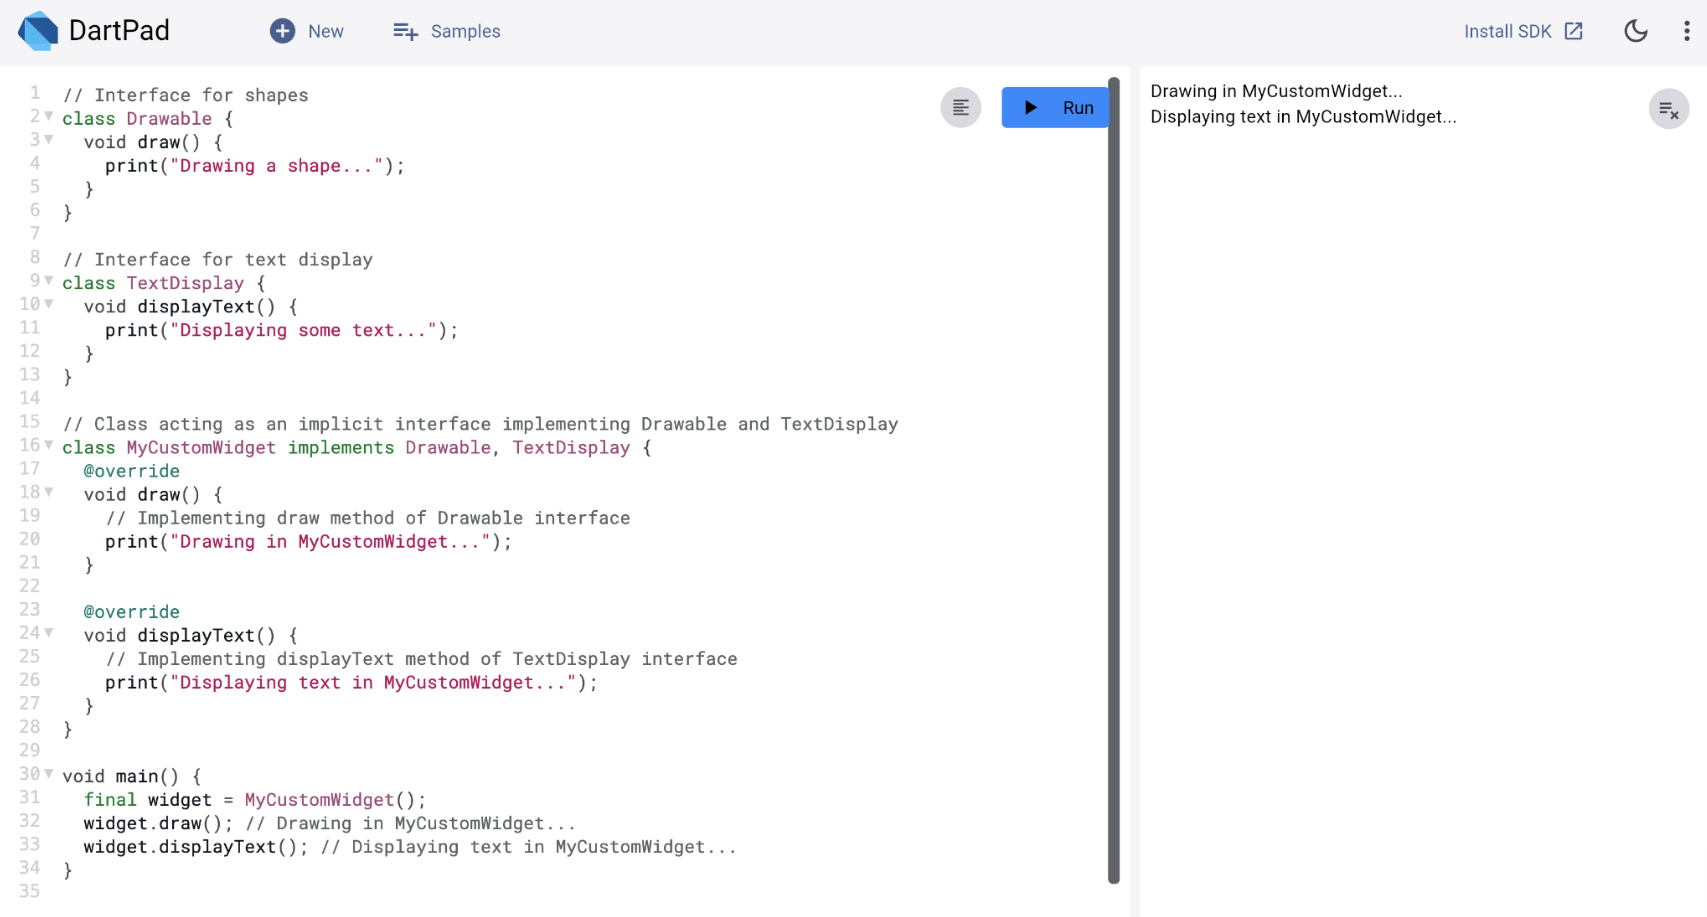 DartPad
New
Samples
Install SDK
1 // Interface for shapes
2 class Drawable {
3   void draw() {
4     print("Drawing a shape...");
5   }
6 }
7
8 // Interface for text display
9 class TextDisplay {
10   void displayText() {
11     print("Displaying some text...");
12   }
13 }
14
15 // Class acting as an implicit interface implementing Drawable and TextDisplay
16 class MyCustomWidget implements Drawable, TextDisplay {
17   @override
18   void draw() {
19     // Implementing draw method of Drawable interface
20     print("Drawing in MyCustomWidget...");
21   }
22
23   @override
24   void displayText() {
25     // Implementing displayText method of TextDisplay interface
26     print("Displaying text in MyCustomWidget...");
27   }
28 }
29
30 void main() {
31   final widget = MyCustomWidget();
32   widget.draw(); // Drawing in MyCustomWidget...
33   widget.displayText(); // Displaying text in MyCustomWidget...
34 }
35
Run
Drawing in MyCustomWidget...
Displaying text in MyCustomWidget...